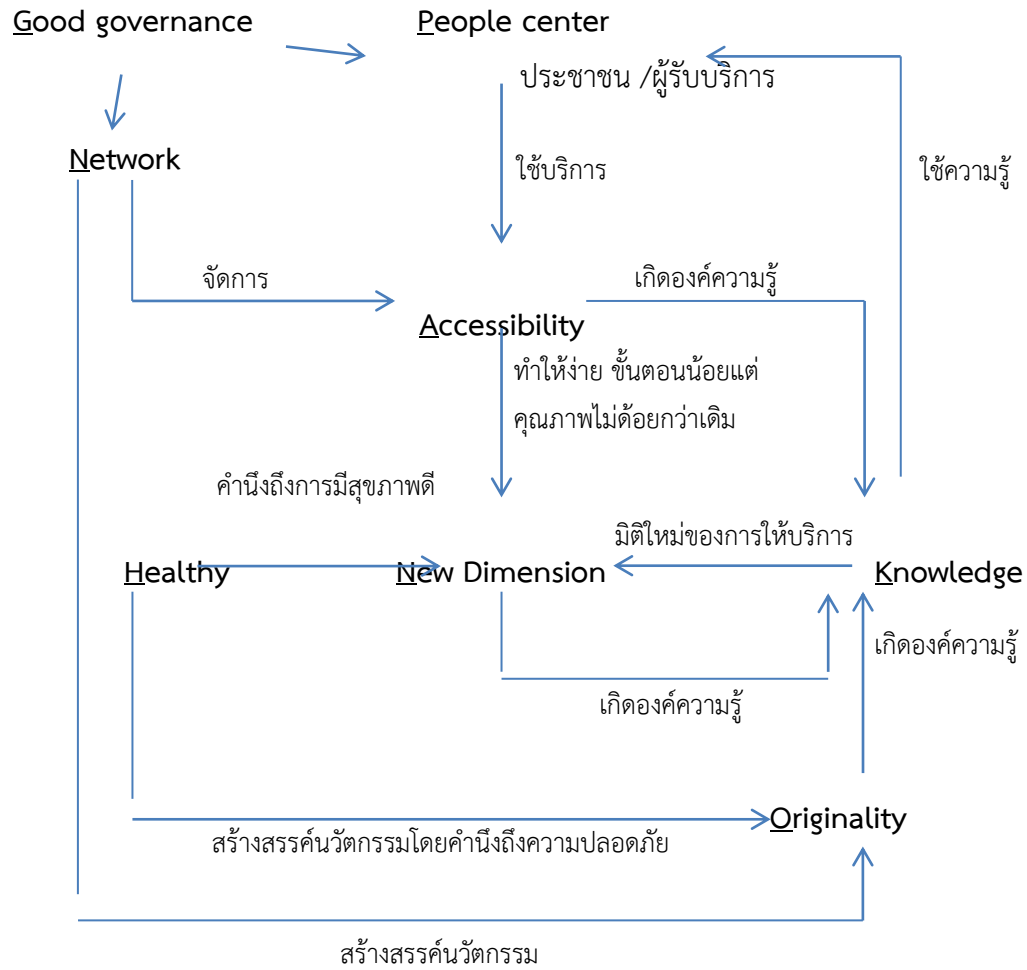 Good governance
People center
ประชาชน /ผู้รับบริการ
Network
ใช้บริการ
ใช้ความรู้
จัดการ
เกิดองค์ความรู้
Accessibility
ทำให้ง่าย ขั้นตอนน้อยแต่
คุณภาพไม่ด้อยกว่าเดิม
คำนึงถึงการมีสุขภาพดี
มิติใหม่ของการให้บริการ
Healthy
New Dimension
Knowledge
เกิดองค์ความรู้
เกิดองค์ความรู้
Originality
สร้างสรรค์นวัตกรรมโดยคำนึงถึงความปลอดภัย
สร้างสรรค์นวัตกรรม